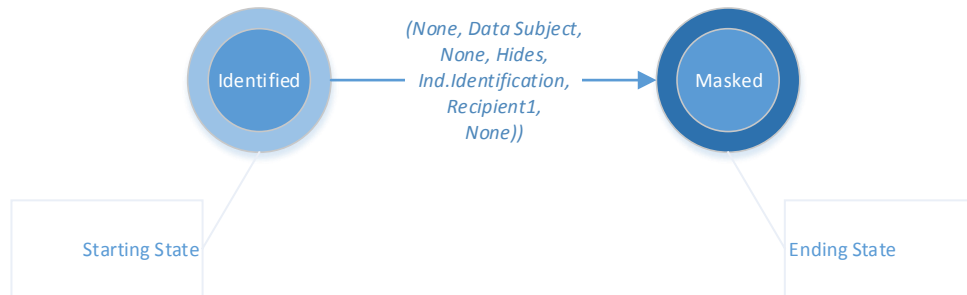 (None, Data Subject,
None, Hides,
Identified
Ind.Identification,
Masked
Recipient1,
None))
Starting State
Ending State